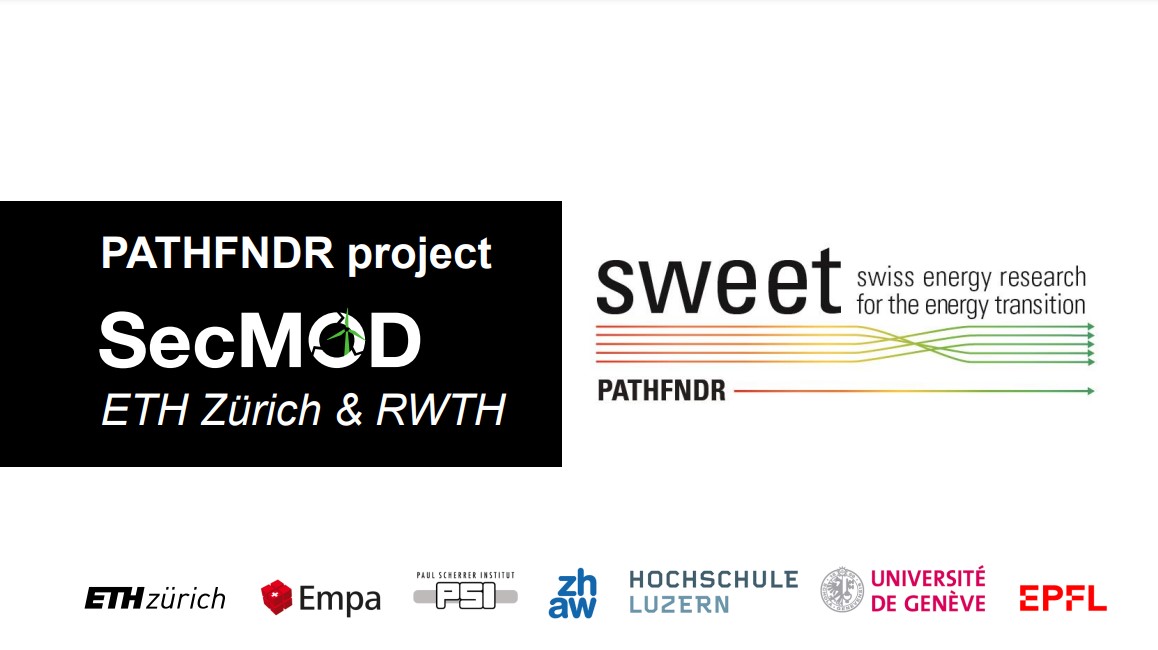 PATHFNDR project
SecMOD
ETH Zürich & RWTH
sweet
swiss energy research
for the energy transition
PATHFNDR
ETH zürich
Empa
PAUL SCHERRER INSTITUT
PSI
zh
aw
HOCHSCHULE
LUZERN
UNIVERSITÉ
DE GENÈVE
EPFL